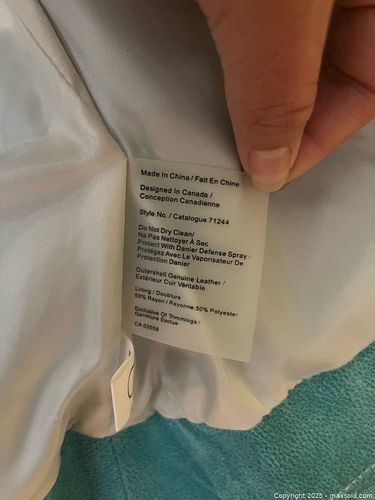 Made In China / Fait En Chine
Designed in Canada /
Conception Canadienne
Style No. / Catalogue 71244
Do Not Dry Clean/
Ne Pas Nettoyer À Sec
Protect With Danier Defense Spray
Protégez Avec Le Vaporisateur De
Protection Danier
Outershell Genuine Leather /
Extérieur Cuir Véritable
Lining / Doublure
50% Rayon / Rayonne 50% Polyester
Exclusive Of Trimmings /
Garniture Exclue
CA 02558
Copyright 2025 - maxsold.com